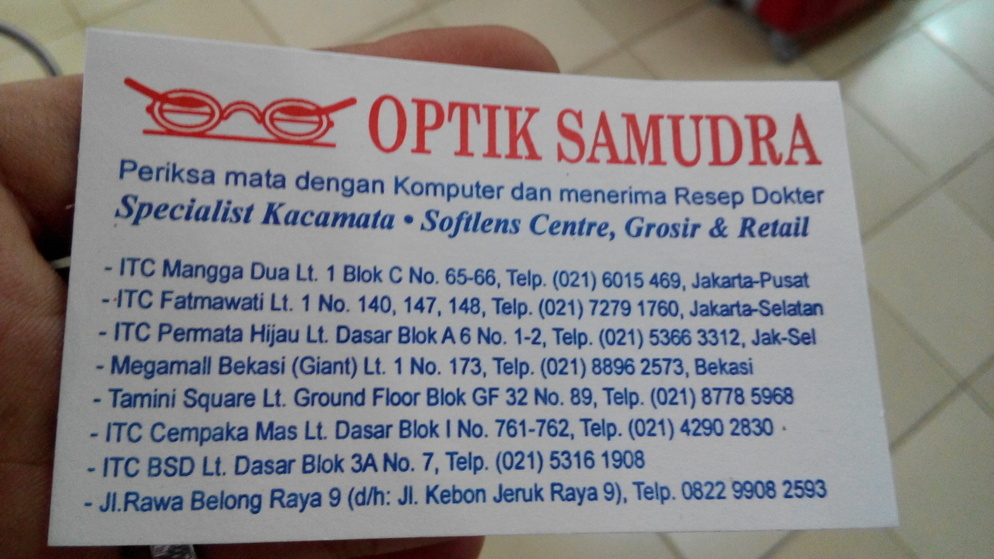 OPTIK SAMUDRA
Periksa mata dengan Komputer dan menerima Resep Dokter
Specialist Kacamata • Softlens Centre, Grosir & Retail
- ITC Mangga Dua Lt. 1 Blok C No. 65-66, Telp. (021) 6015 469, Jakarta-Pusat
- ITC Fatmawati Lt. 1 No. 140, 147, 148, Telp. (021) 7279 1760, Jakarta-Selatan
- ITC Permata Hijau Lt. Dasar Blok A 6 No. 1-2, Telp. (021) 5366 3312, Jak-Sel
- Megamall Bekasi (Giant) Lt. 1 No. 173, Telp. (021) 8896 2573, Bekasi
- Tamini Square Lt. Ground Floor Blok GF 32 No. 89, Telp. (021) 8778 5968
- ITC Cempaka Mas Lt. Dasar Blok I No. 761-762, Telp. (021) 4290 2830
- ITC BSD Lt. Dasar Blok 3A No. 7, Telp. (021) 5316 1908
- Jl.Rawa Belong Raya 9 (d/h: Jl. Kebon Jeruk Raya 9), Telp. 0822 9908 2593